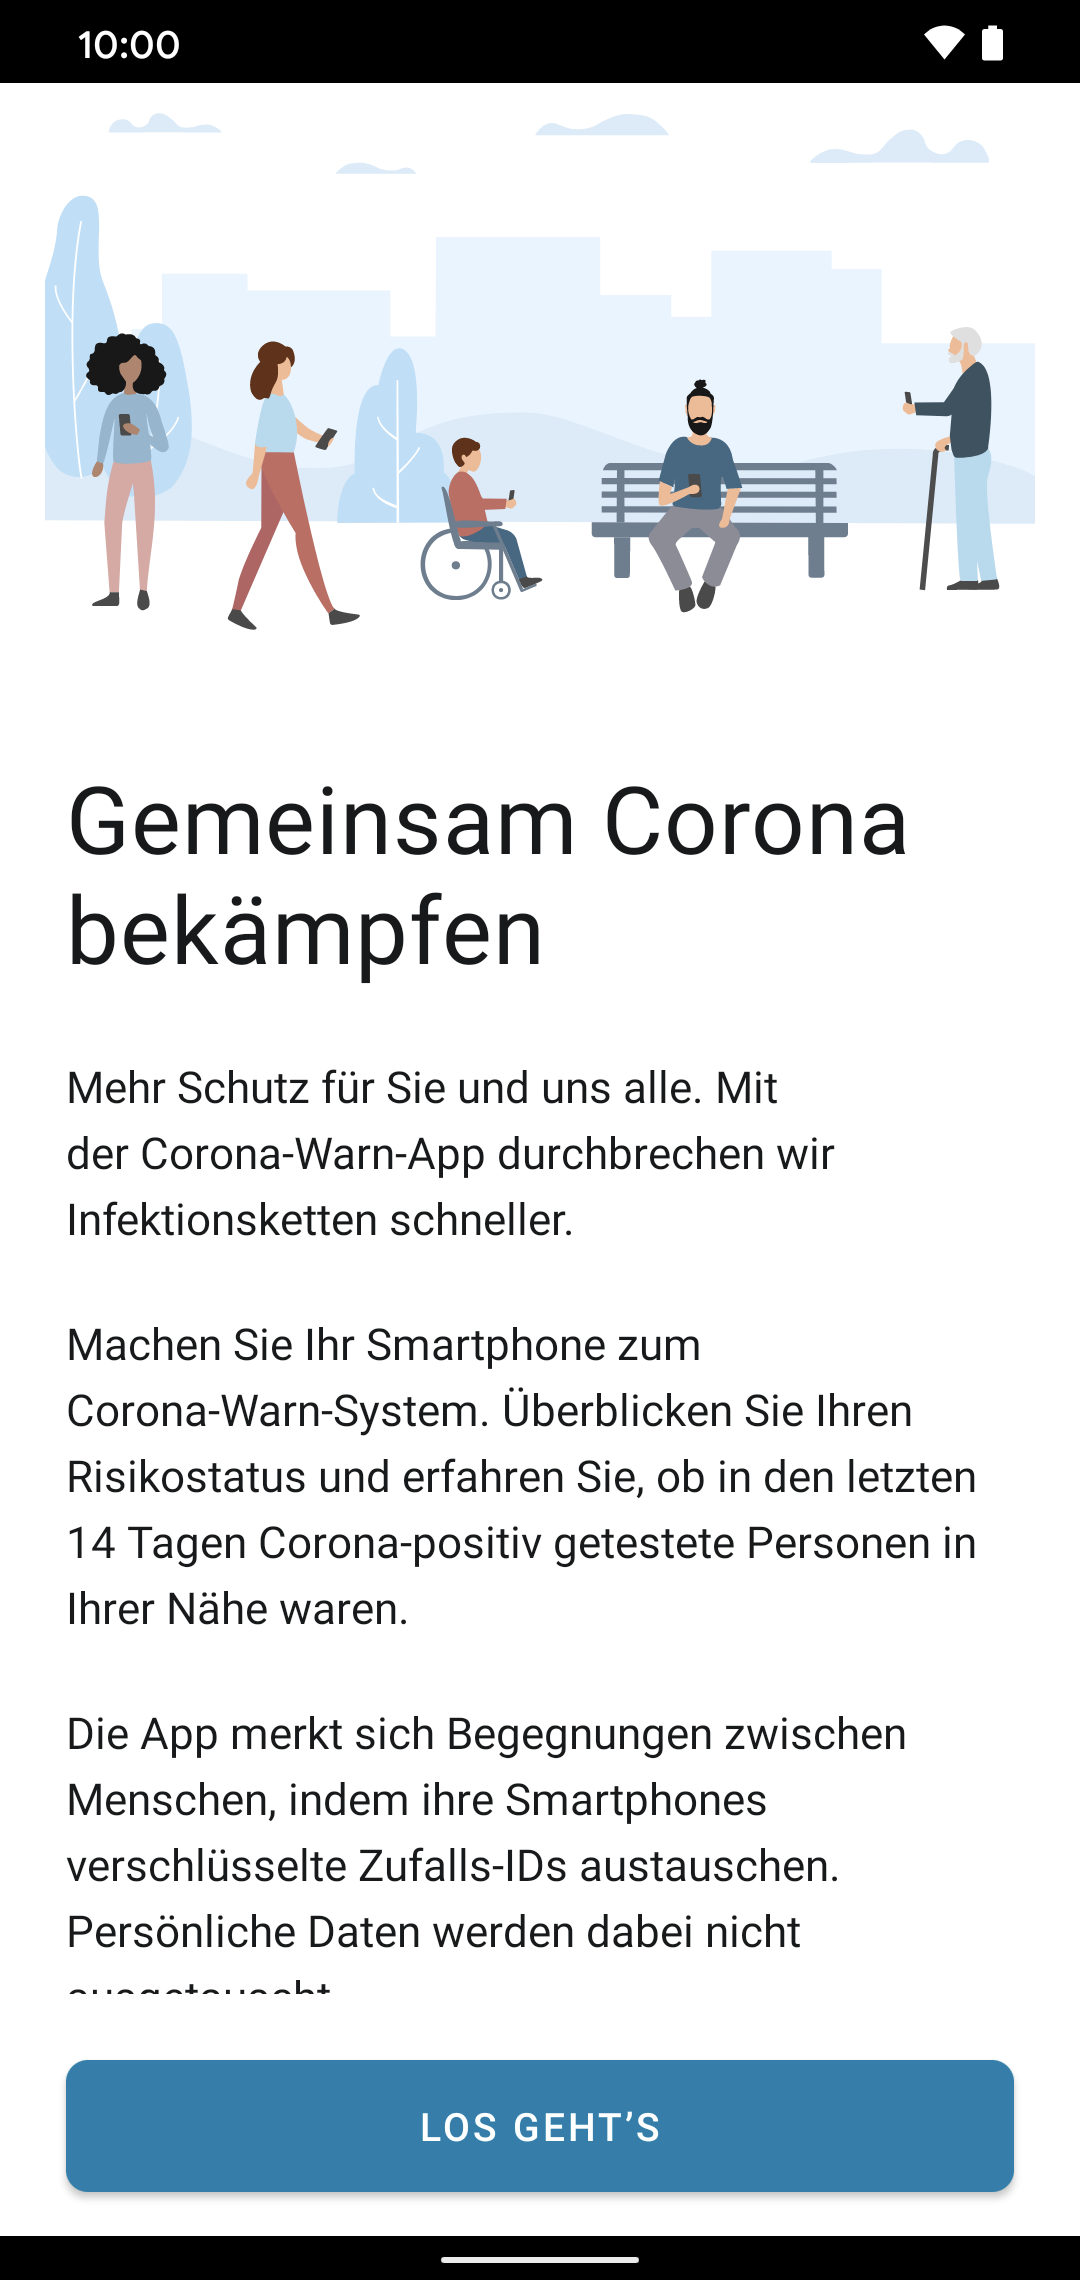 10:00
Gemeinsam Corona
bekämpfen
Mehr Schutz für Sie und uns alle. Mit
der Corona-Warn-App durchbrechen wir
Infektionsketten schneller.
Machen Sie Ihr Smartphone zum
Corona-Warn-System. Überblicken Sie Ihren
Risikostatus und erfahren Sie, ob in den letzten
14 Tagen Corona-positiv getestete Personen in
Ihrer Nähe waren.
Die App merkt sich Begegnungen zwischen
Menschen, indem ihre Smartphones
verschlüsselte Zufalls-IDs austauschen.
Persönliche Daten werden dabei nicht
LOS GEHT’S